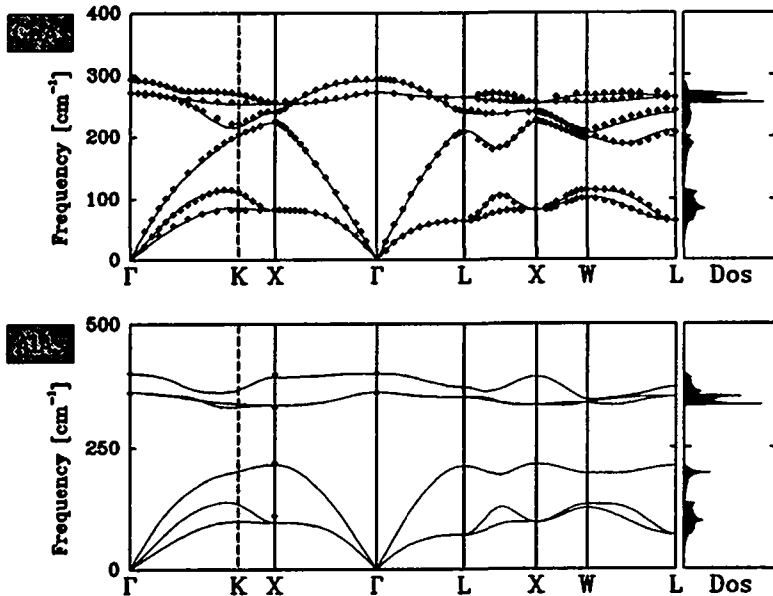 400
300
200
100
0
Frequency [cm⁻¹]
Γ K X Γ L X W L Dos
500
250
0
Frequency [cm⁻¹]
Γ K X Γ L X W L Dos